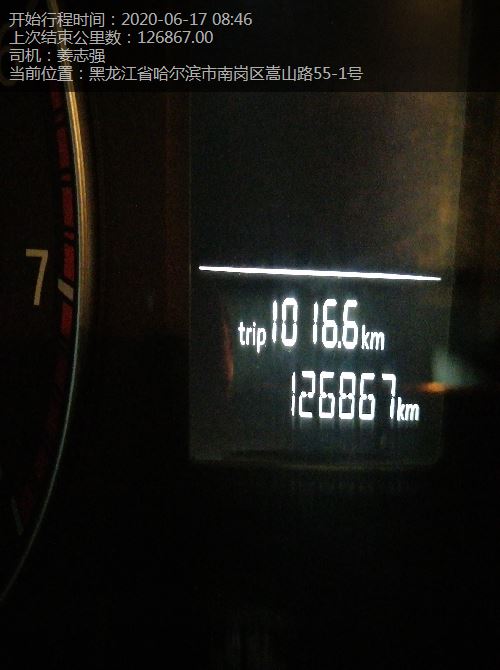 开始行程时间：2020-06-17 08:46
上次结束公里数：126867.00
司机：姜志强
当前位置：黑龙江省哈尔滨市南岗区嵩山路55-1号
7
trip 1016.6 km
126867 km